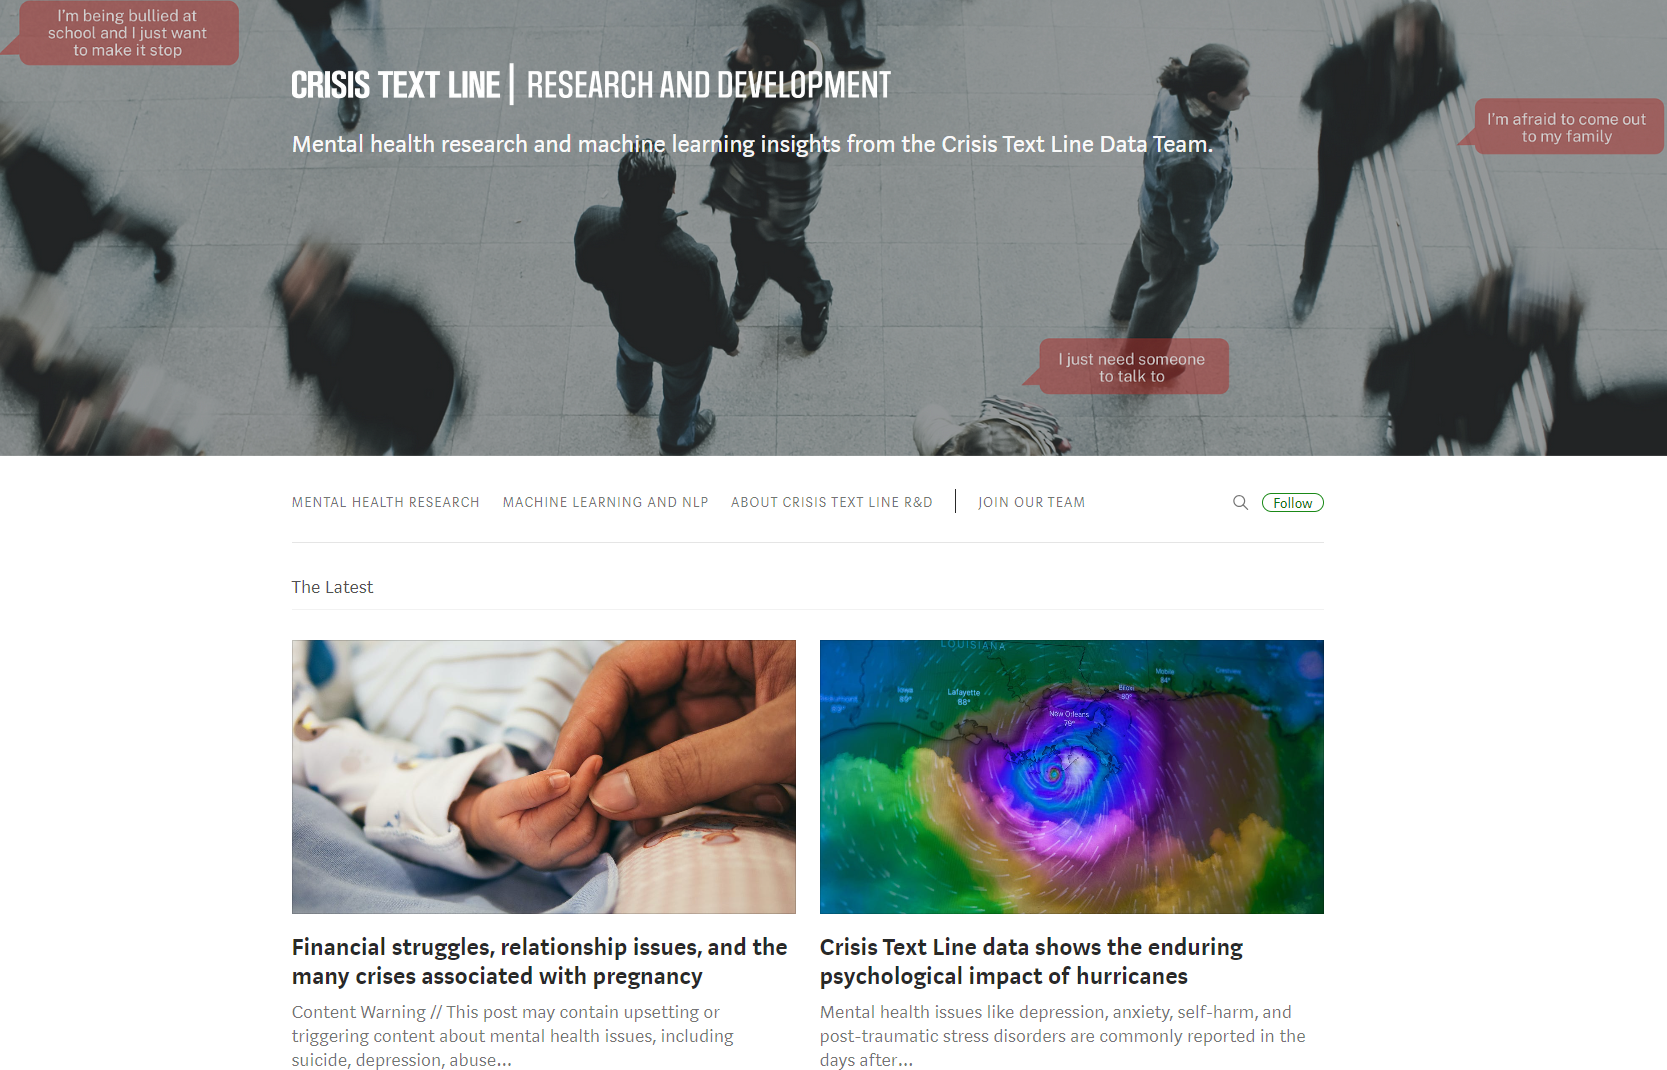 I'm being bullied at
school and I just want
to make it stop
CRISIS TEXT LINE | RESEARCH AND DEVELOPMENT
Mental health research and machine learning insights from the Crisis Text Line Data Team.
I'm afraid to come out
to my family
I just need someone
to talk to
MENTAL HEALTH RESEARCH MACHINE LEARNING AND NLP ABOUT CRISIS TEXT LINE R&D JOIN OUR TEAM Follow
The Latest
LOUISIANA
Mobile
84°
Biloxi
80°
Iowa
89°
Lafayette
88°
New Orleans
76°
Financial struggles, relationship issues, and the
many crises associated with pregnancy
Content Warning // This post may contain upsetting or
triggering content about mental health issues, including
suicide, depression, abuse…
Crisis Text Line data shows the enduring
psychological impact of hurricanes
Mental health issues like depression, anxiety, self-harm, and
post-traumatic stress disorders are commonly reported in the
days after…